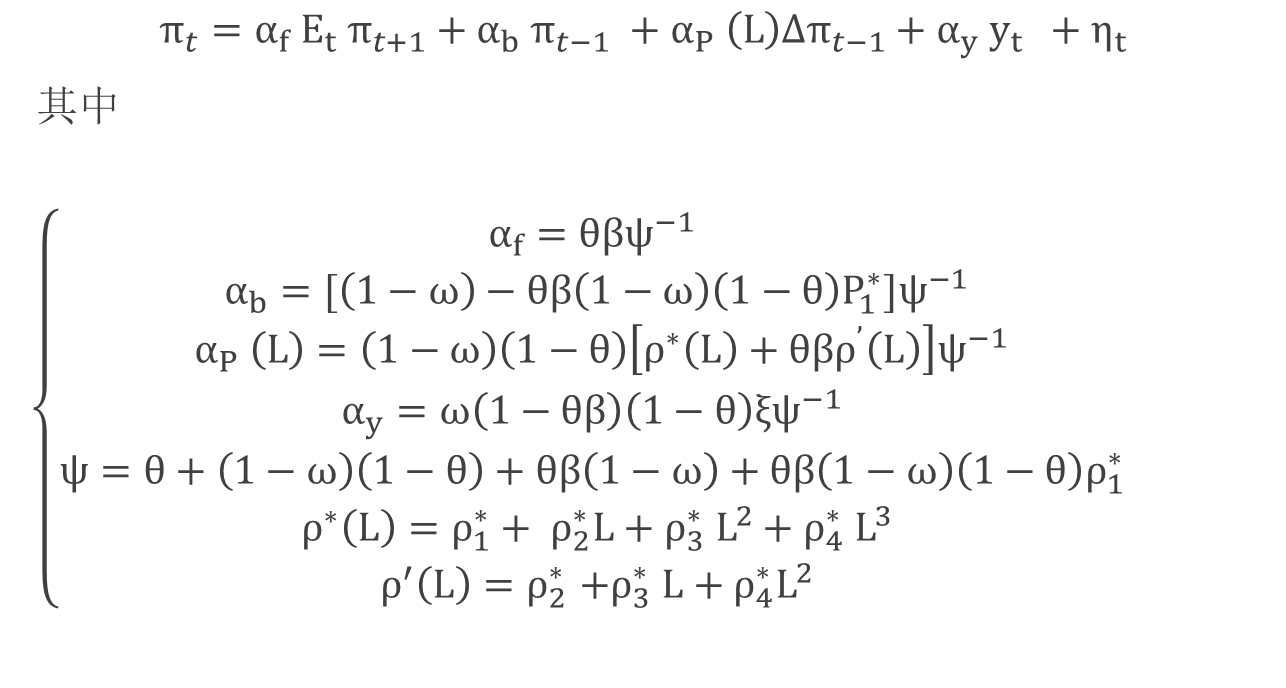 π_t = α_f E_t π_{t+1} + α_b π_{t−1} + α_P (L)Δπ_{t−1} + α_y y_t + η_t
其中
α_f = θβψ^{−1}
α_b = [(1 − ω) − θβ(1 − ω)(1 − θ)P_1^*]ψ^{−1}
α_P (L) = (1 − ω)(1 − θ)[ρ^*(L) + θβρ^’(L)]ψ^{−1}
α_y = ω(1 − θβ)(1 − θ)ξψ^{−1}
ψ = θ + (1 − ω)(1 − θ) + θβ(1 − ω) + θβ(1 − ω)(1 − θ)ρ_1^*
ρ^*(L) = ρ_1^* + ρ_2^*L + ρ_3^* L^2 + ρ_4^* L^3
ρ′(L) = ρ_2^* +ρ_3^* L + ρ_4^*L^2